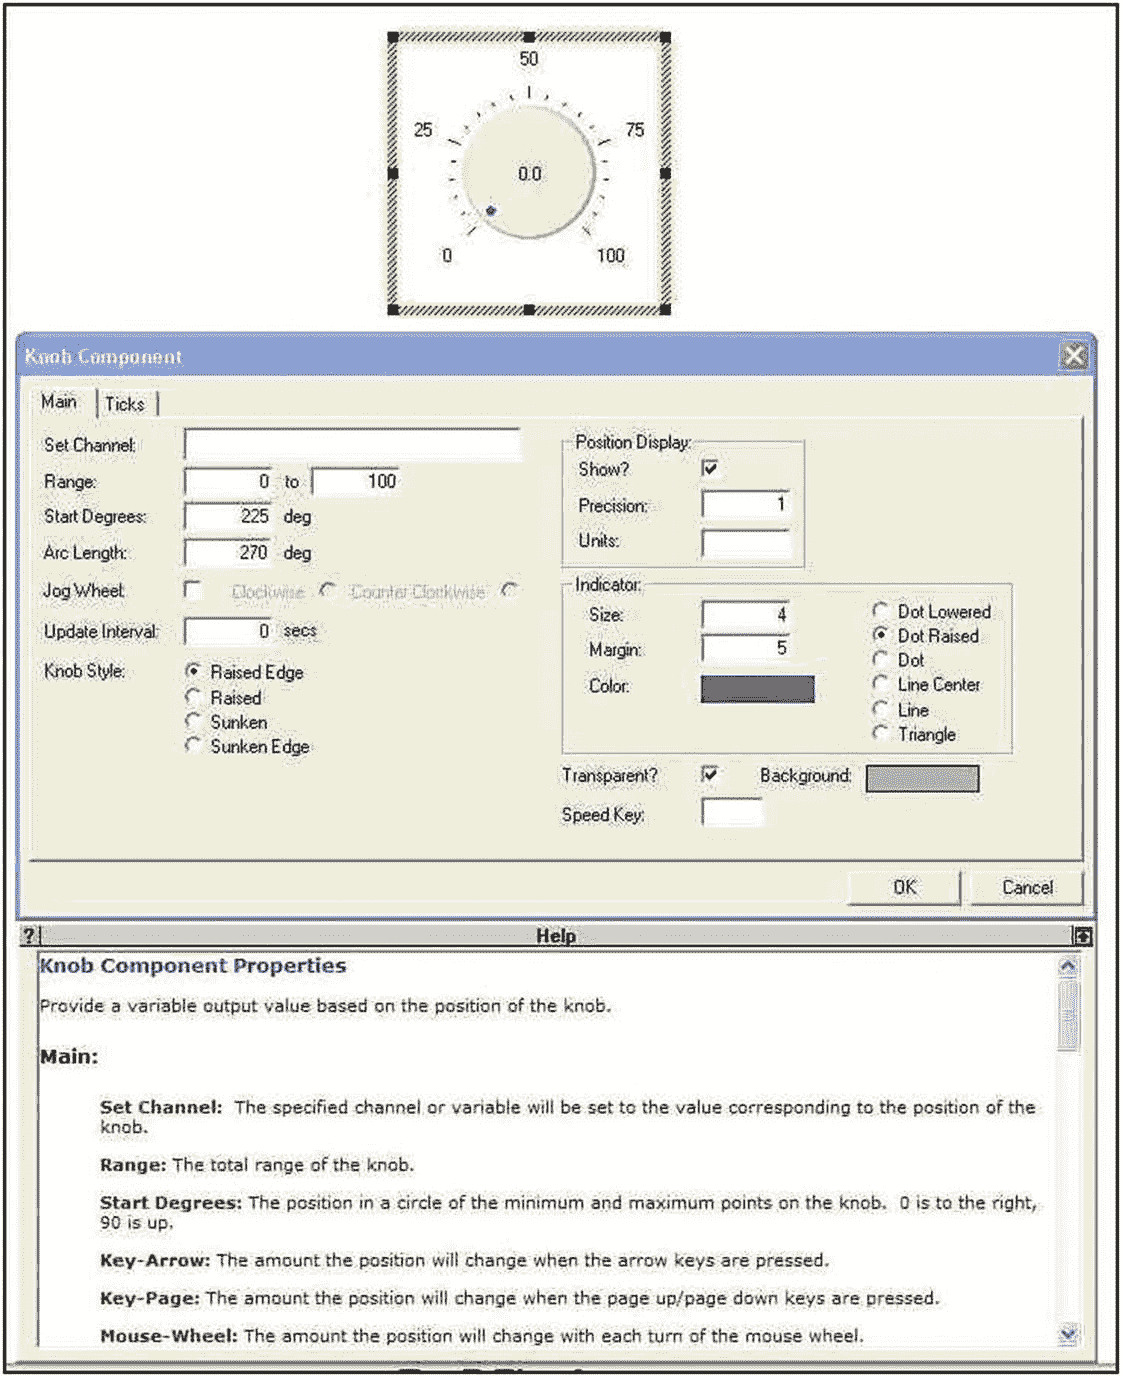 50
25
75
0.0
0
100
Knob Component
Main Ticks
Set Channel:
Range: 0 to 100
Start Degrees: 225 deg
Arc Length: 270 deg
Jog Wheel: Clockwise Counter Clockwise
Update Interval: 0 secs
Knob Style: Raised Edge
Raised
Sunken
Sunken Edge
Position Display:
Show?
Precision: 1
Units:
Indicator:
Size: 4
Margin: 5
Color:
Dot Lowered
Dot Raised
Dot
Line Center
Line
Triangle
Transparent? Background:
Speed Key:
OK Cancel
? Help
Knob Component Properties
Provide a variable output value based on the position of the knob.
Main:
Set Channel: The specified channel or variable will be set to the value corresponding to the position of the
knob.
Range: The total range of the knob.
Start Degrees: The position in a circle of the minimum and maximum points on the knob. 0 is to the right,
90 is up.
Key-Arrow: The amount the position will change when the arrow keys are pressed.
Key-Page: The amount the position will change when the page up/page down keys are pressed.
Mouse-Wheel: The amount the position will change with each turn of the mouse wheel.